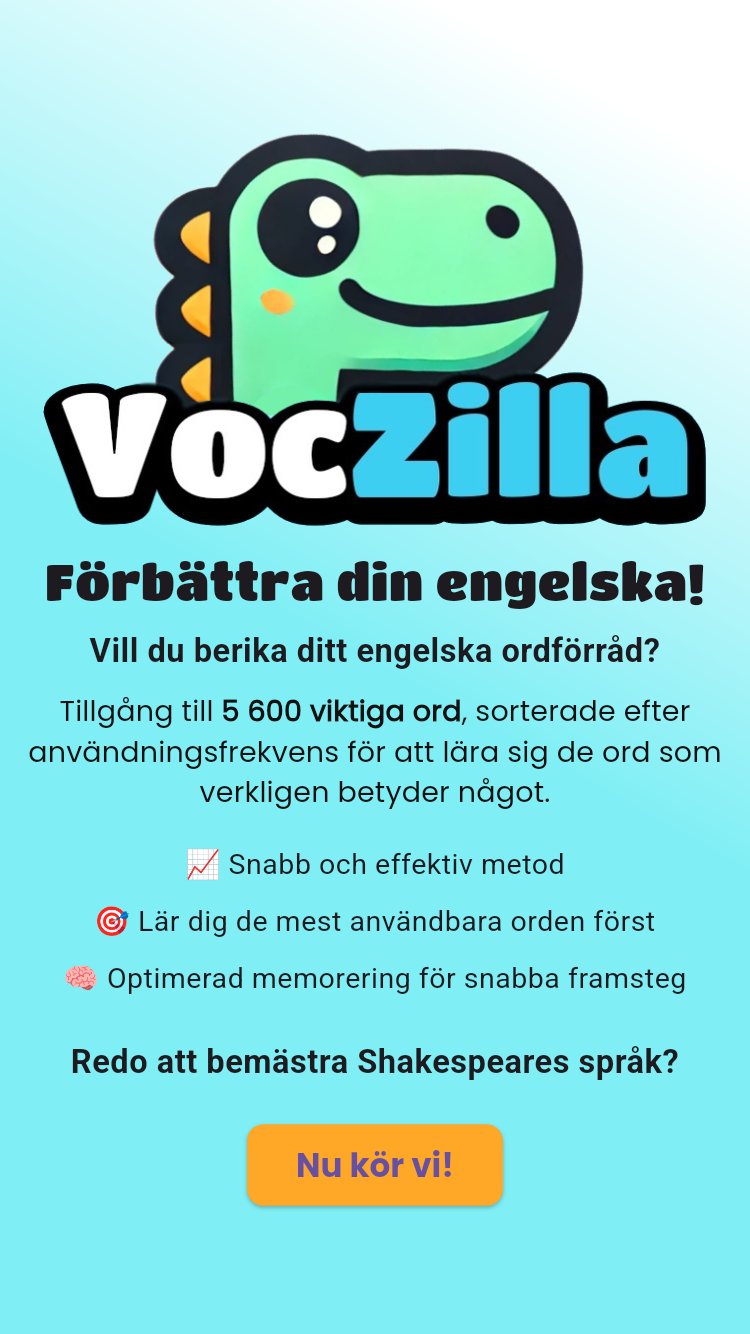 VocZilla
Förbättra din engelska!
Vill du berika ditt engelska ordförråd?
Tillgång till 5 600 viktiga ord, sorterade efter
användningsfrekvens för att lära sig de ord som
verkligen betyder något.
📈 Snabb och effektiv metod
🎯 Lär dig de mest användbara orden först
🧠 Optimerad memorering för snabba framsteg
Redo att bemästra Shakespeares språk?
Nu kör vi!